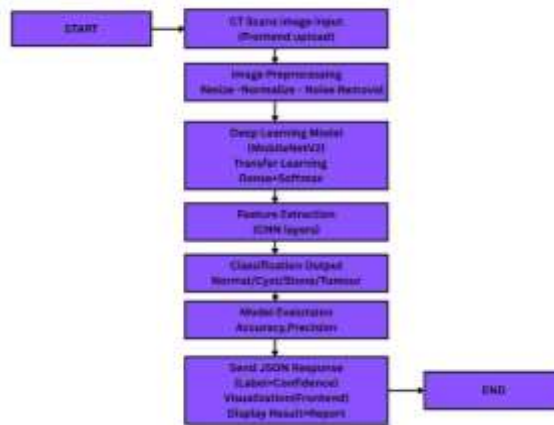 START
CT Scans Image Input
(Frontend upload)
Image Preprocessing
Resize -Normalize - Noise Removal
Deep Learning Model
(MobileNetV2)
Transfer Learning
Dense+Softmax
Feature Extraction
(CNN layers)
Classification Output
Normal/Cyst/Stone/Tumour
Model Evaluation
Accuracy,Precision
Send JSON Response
(Label+Confidence)
Visualization(Frontend)
Display Result+Report
END